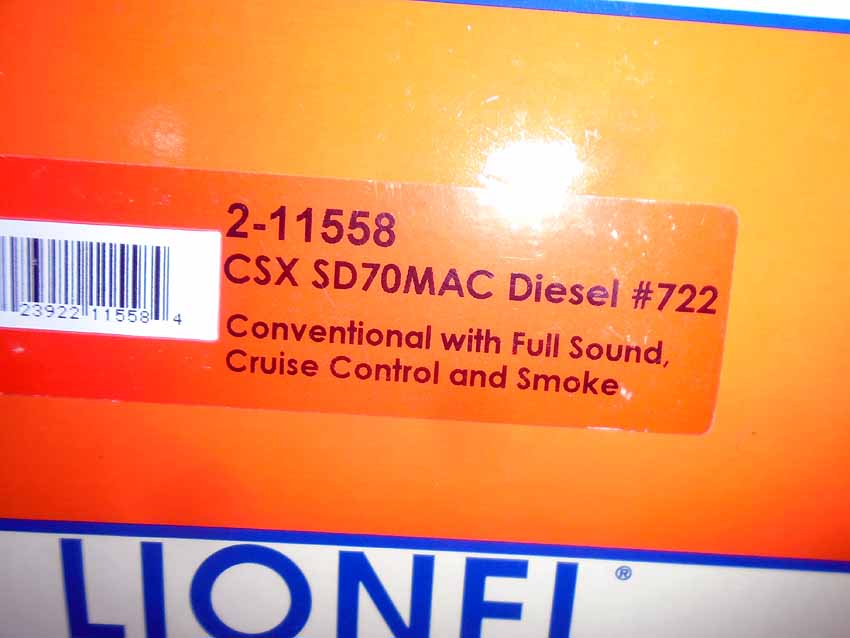 2-11558
CSX SD70MAC Diesel #722
23922 11558 4
Conventional with Full Sound,
Cruise Control and Smoke
LIONEL®